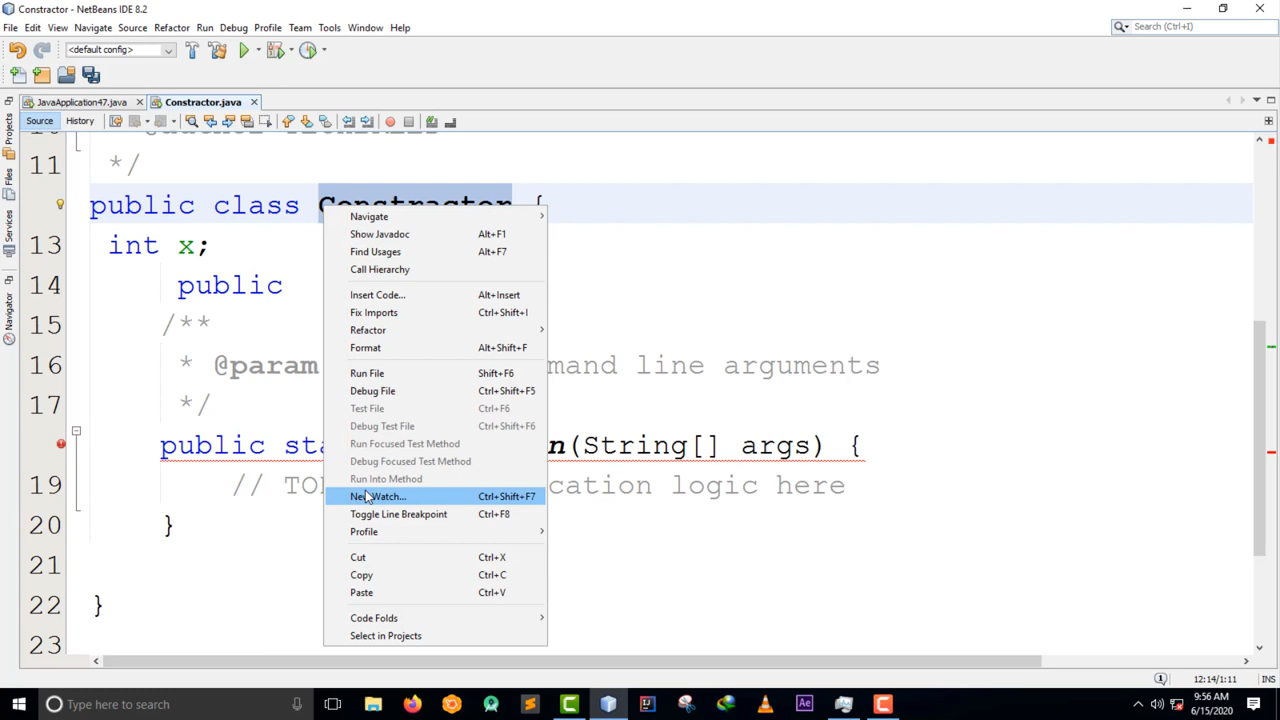 Constractor - NetBeans IDE 8.2
File Edit View Navigate Source Refactor Run Debug Profile Team Tools Window Help
Search (Ctrl+I)
<default config>
JavaApplication47.java Constractor.java
Source History
Projects
Files
Services
Navigator
11 */
public class Constractor {
13 int x;
14 public
15 /**
16 * @param mand line arguments
17 */
public sta n(String[] args) {
19 // TO cation logic here
20 }
21
22 }
23
Navigate
Show Javadoc Alt+F1
Find Usages Alt+F7
Call Hierarchy
Insert Code... Alt+Insert
Fix Imports Ctrl+Shift+I
Refactor
Format Alt+Shift+F
Run File Shift+F6
Debug File Ctrl+Shift+F5
Test File Ctrl+F6
Debug Test File Ctrl+Shift+F6
Run Focused Test Method
Debug Focused Test Method
Run Into Method
New Watch... Ctrl+Shift+F7
Toggle Line Breakpoint Ctrl+F8
Profile
Cut Ctrl+X
Copy Ctrl+C
Paste Ctrl+V
Code Folds
Select in Projects
12:14/1:11 INS
Type here to search
Ae
9:56 AM
6/15/2020